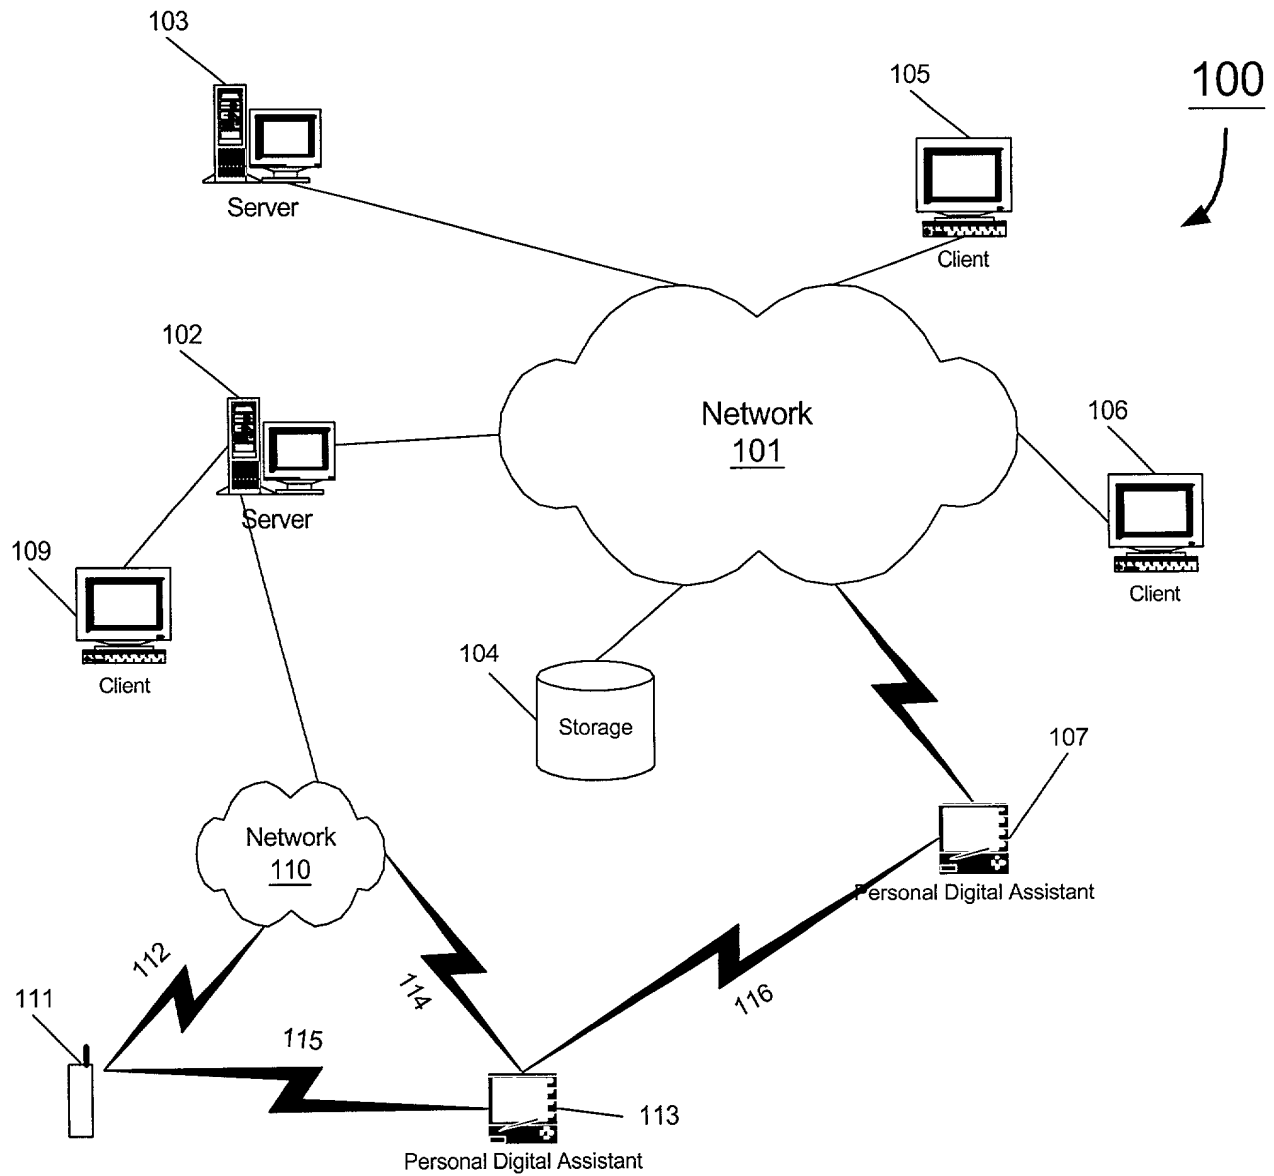 103
105
100
Server
Client
102
Network
101
106
Server
109
Client
104
Client
Storage
107
Network
110
Personal Digital Assistant
112
114
116
111
115
113
Personal Digital Assistant